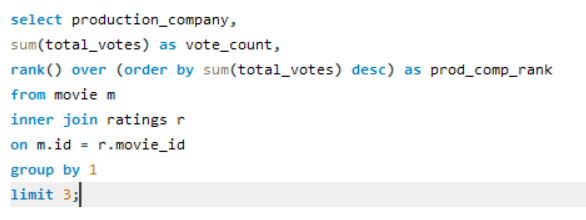 select production_company,
sum(total_votes) as vote_count,
rank() over (order by sum(total_votes) desc) as prod_comp_rank
from movie m
inner join ratings r
on m.id = r.movie_id
group by 1
limit 3;